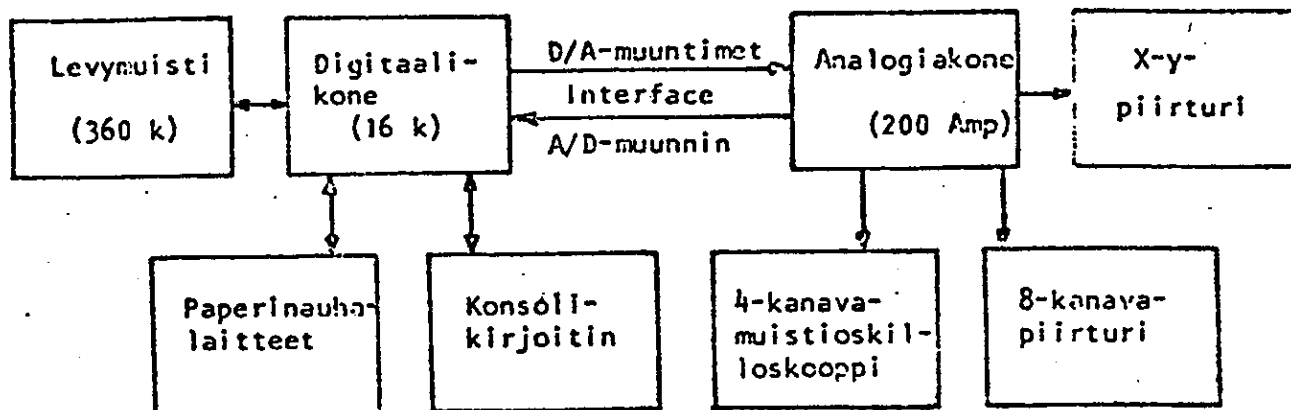 Levymuisti
(360 k)
Digitaali-
kone
(16 k)
D/A-muuntimet
Interface
A/D-muunnin
Analogiakone
(200 Amp)
X-y-
piirturi
Paperinauha-
laitteet
Konsoli-
kirjoitin
4-kanava-
muistioskil-
loskooppi
8-kanava-
piirturi